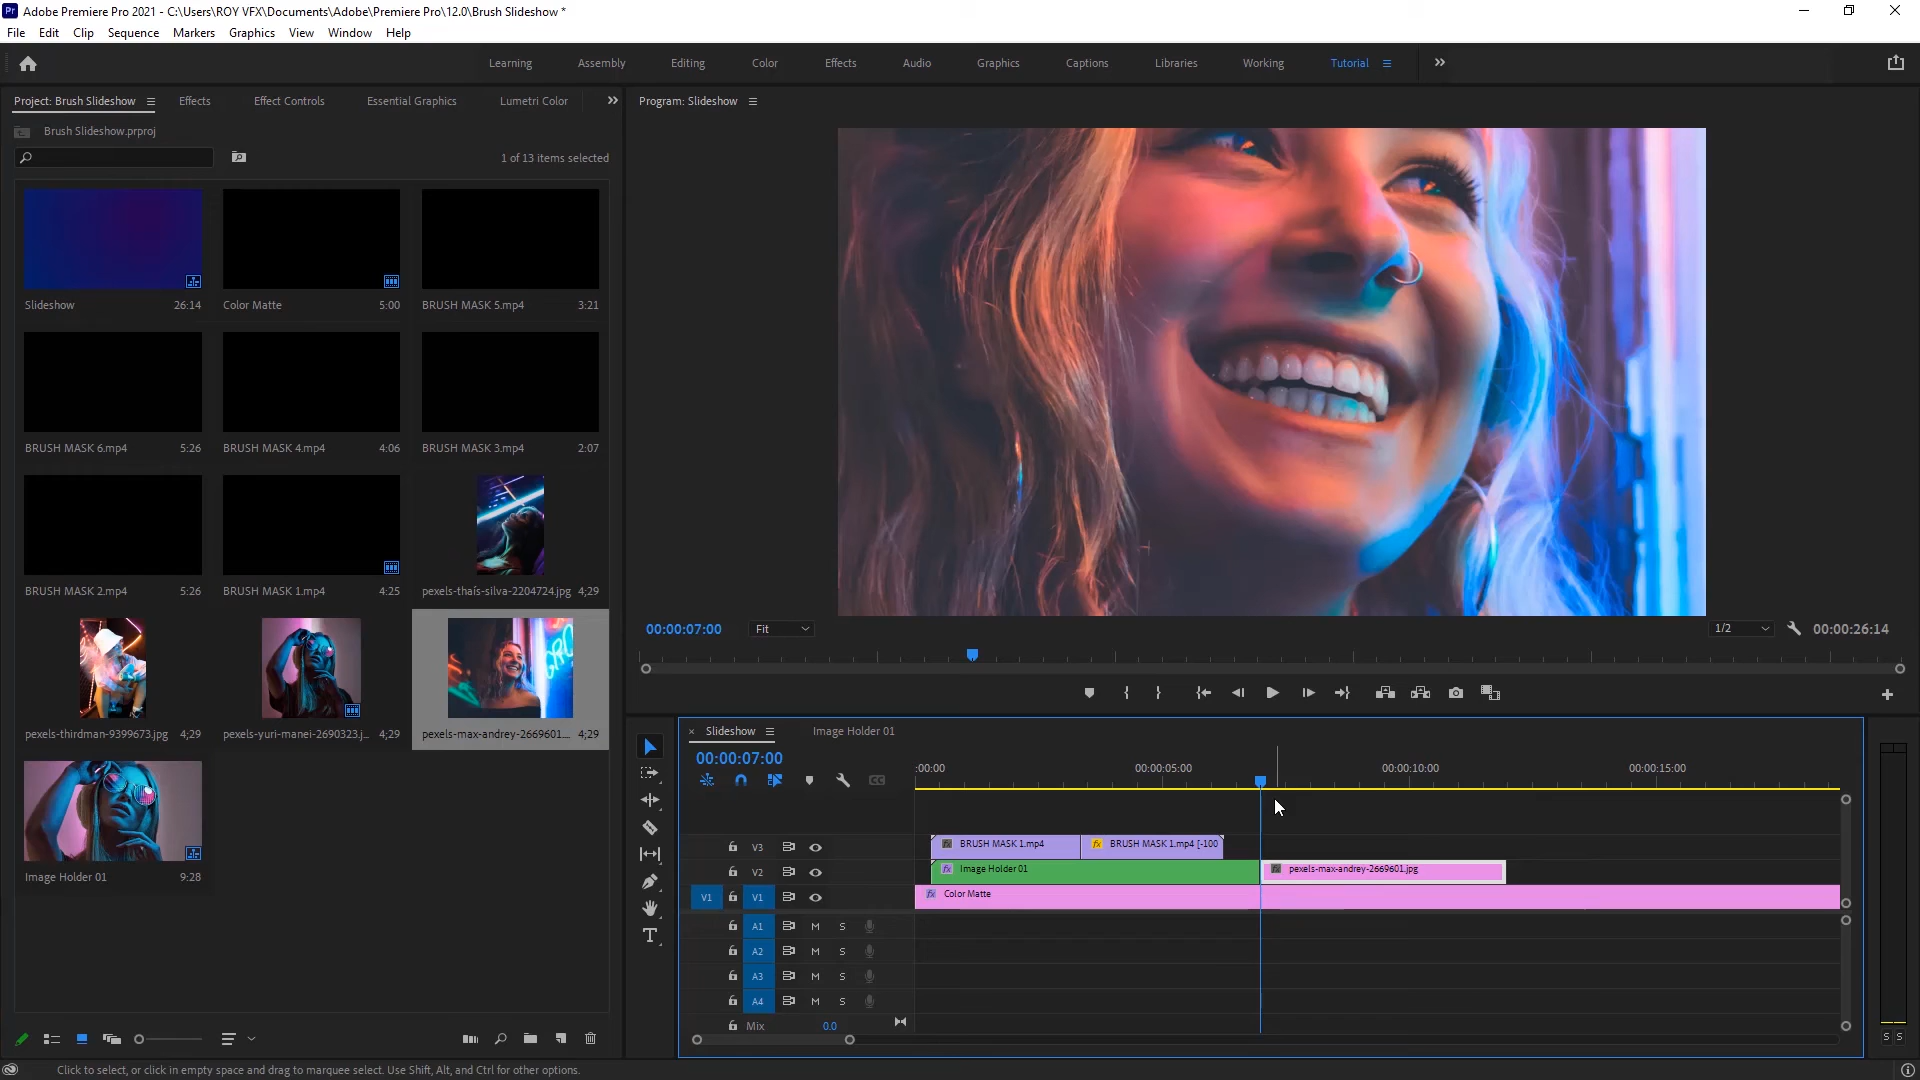 Pr Adobe Premiere Pro 2021 - C:\Users\ROY VFX\Documents\Adobe\Premiere Pro\12.0\Brush Slideshow *
File Edit Clip Sequence Markers Graphics View Window Help
Learning Assembly Editing Color Effects Audio Graphics Captions Libraries Working Tutorial
Project: Brush Slideshow Effects Effect Controls Essential Graphics Lumetri Color
Program: Slideshow
Brush Slideshow.prproj
1 of 13 items selected
Slideshow 26:14 Color Matte 5:00 BRUSH MASK 5.mp4 3:21
BRUSH MASK 6.mp4 5:26 BRUSH MASK 4.mp4 4:06 BRUSH MASK 3.mp4 2:07
BRUSH MASK 2.mp4 5:26 BRUSH MASK 1.mp4 4:25 pexels-thaís-silva-2204724.jpg 4;29
pexels-thirdman-9399673.jpg 4;29 pexels-yuri-manei-2690323.j... 4;29 pexels-max-andrey-2669601.... 4;29
Image Holder 01 9:28
00:00:07:00 Fit 1/2 00:00:26:14
Slideshow Image Holder 01
00:00:07:00
:00:00 00:00:05:00 00:00:10:00 00:00:15:00
V3 BRUSH MASK 1.mp4 BRUSH MASK 1.mp4 [-100
V2 Image Holder 01 pexels-max-andrey-2669601.jpg
V1 V1 Color Matte
A1 M S
A2 M S
A3 M S
A4 M S
Mix 0.0
S S
Click to select, or click in empty space and drag to marquee select. Use Shift, Alt, and Ctrl for other options.